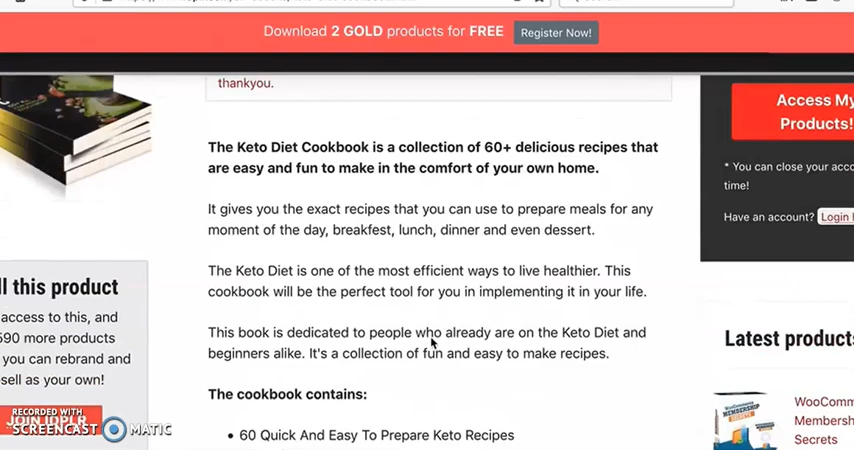 Download 2 GOLD products for FREE Register Now!
thankyou.
The Keto Diet Cookbook is a collection of 60+ delicious recipes that
are easy and fun to make in the comfort of your own home.
It gives you the exact recipes that you can use to prepare meals for any
moment of the day, breakfast, lunch, dinner and even dessert.
The Keto Diet is one of the most efficient ways to live healthier. This
cookbook will be the perfect tool for you in implementing it in your life.
This book is dedicated to people who already are on the Keto Diet and
beginners alike. It's a collection of fun and easy to make recipes.
The cookbook contains:
• 60 Quick And Easy To Prepare Keto Recipes
ll this product
access to this, and
590 more products
you can rebrand and
sell as your own!
JOIN IDPLR
RECORDED WITH
SCREENCAST MATIC
Access My
Products!
* You can close your acco
time!
Have an account? Login
Latest products
WooComm
Membersh
Secrets